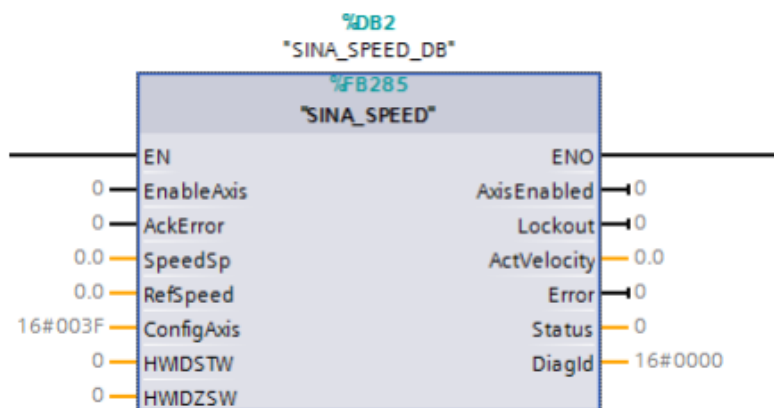 %DB2
"SINA_SPEED_DB"
%FB285
"SINA_SPEED"
EN ENO
0 EnableAxis AxisEnabled 0
0 AckError Lockout 0
0.0 SpeedSp ActVelocity 0.0
0.0 RefSpeed Error 0
16#003F ConfigAxis Status 0
0 HWIDSTW DiagId 16#0000
0 HWIDZSW